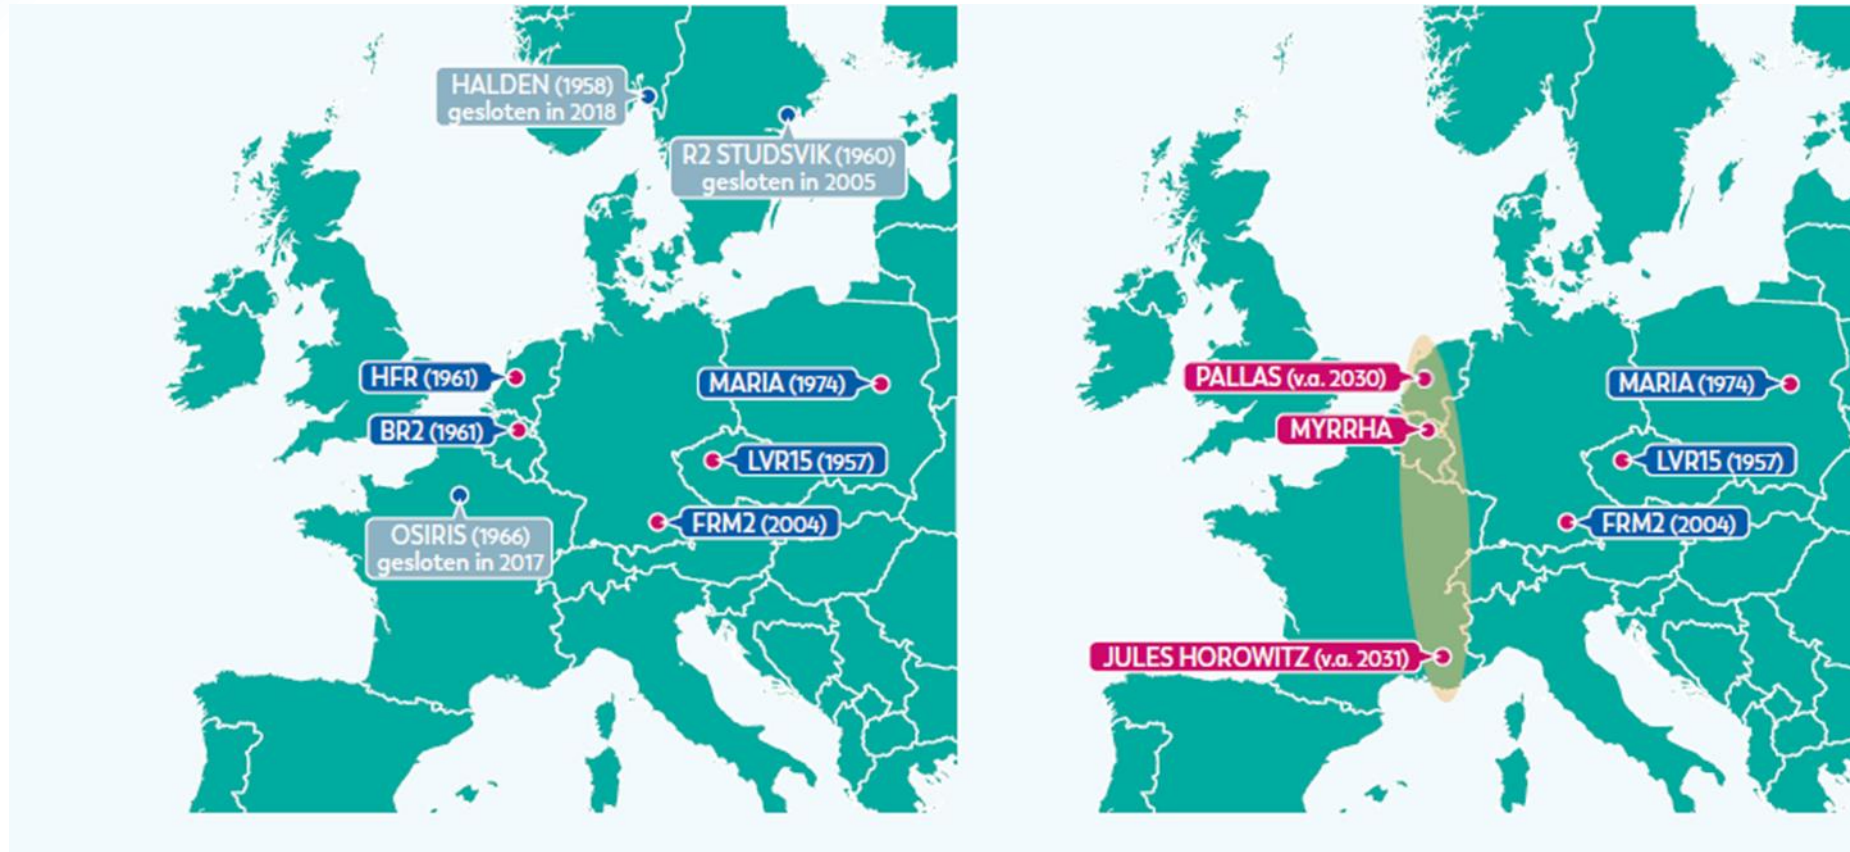 HALDEN (1958)
gesloten in 2018
R2 STUDSVIK (1960)
gesloten in 2005
HFR (1961)
MARIA (1974)
BR2 (1961)
LVR15 (1957)
OSIRIS (1966)
gesloten in 2017
FRM2 (2004)
PALLAS (v.a. 2030)
MARIA (1974)
MYRRHA
LVR15 (1957)
FRM2 (2004)
JULES HOROWITZ (v.a. 2031)